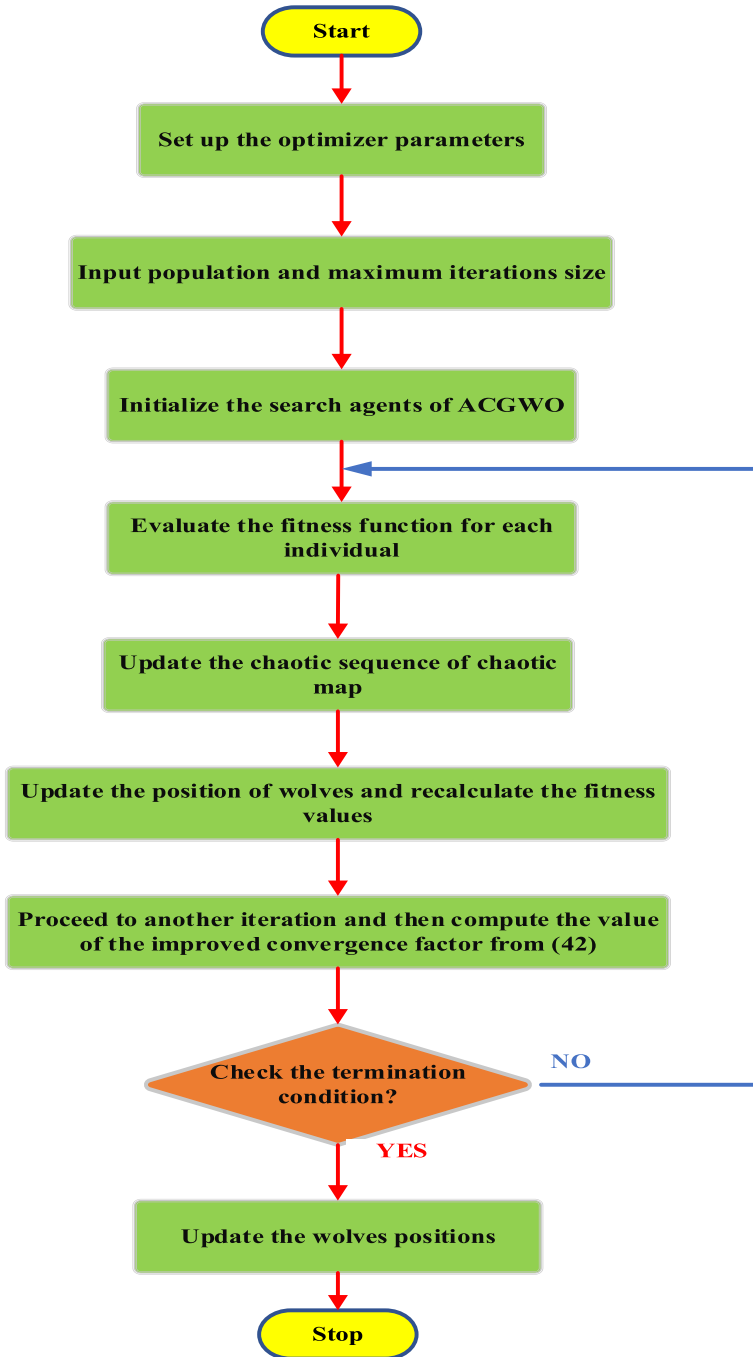 Start
Set up the optimizer parameters
Input population and maximum iterations size
Initialize the search agents of ACGWO
Evaluate the fitness function for each
individual
Update the chaotic sequence of chaotic
map
Update the position of wolves and recalculate the fitness
values
Proceed to another iteration and then compute the value
of the improved convergence factor from (42)
Check the termination
condition?
NO
YES
Update the wolves positions
Stop